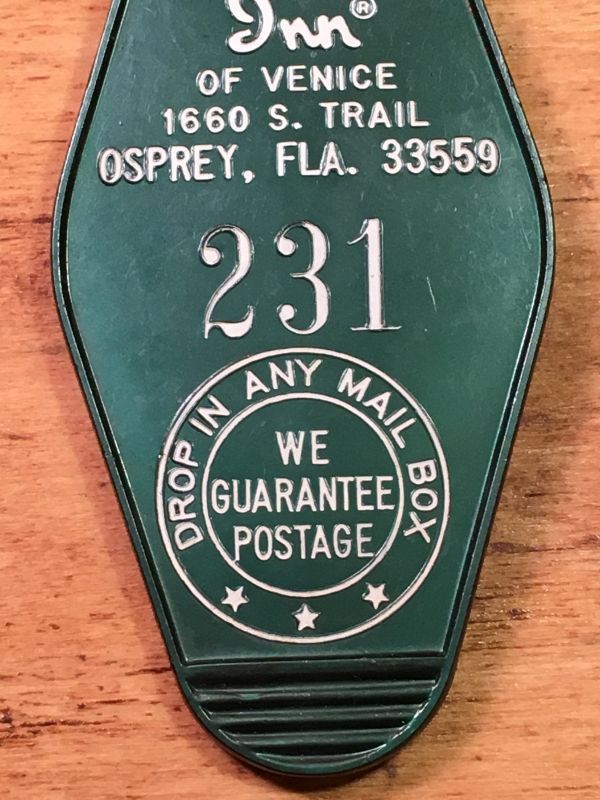 Inn®
OF VENICE
1660 S. TRAIL
OSPREY, FLA. 33559
231
DROP IN ANY MAIL BOX
WE
GUARANTEE
POSTAGE